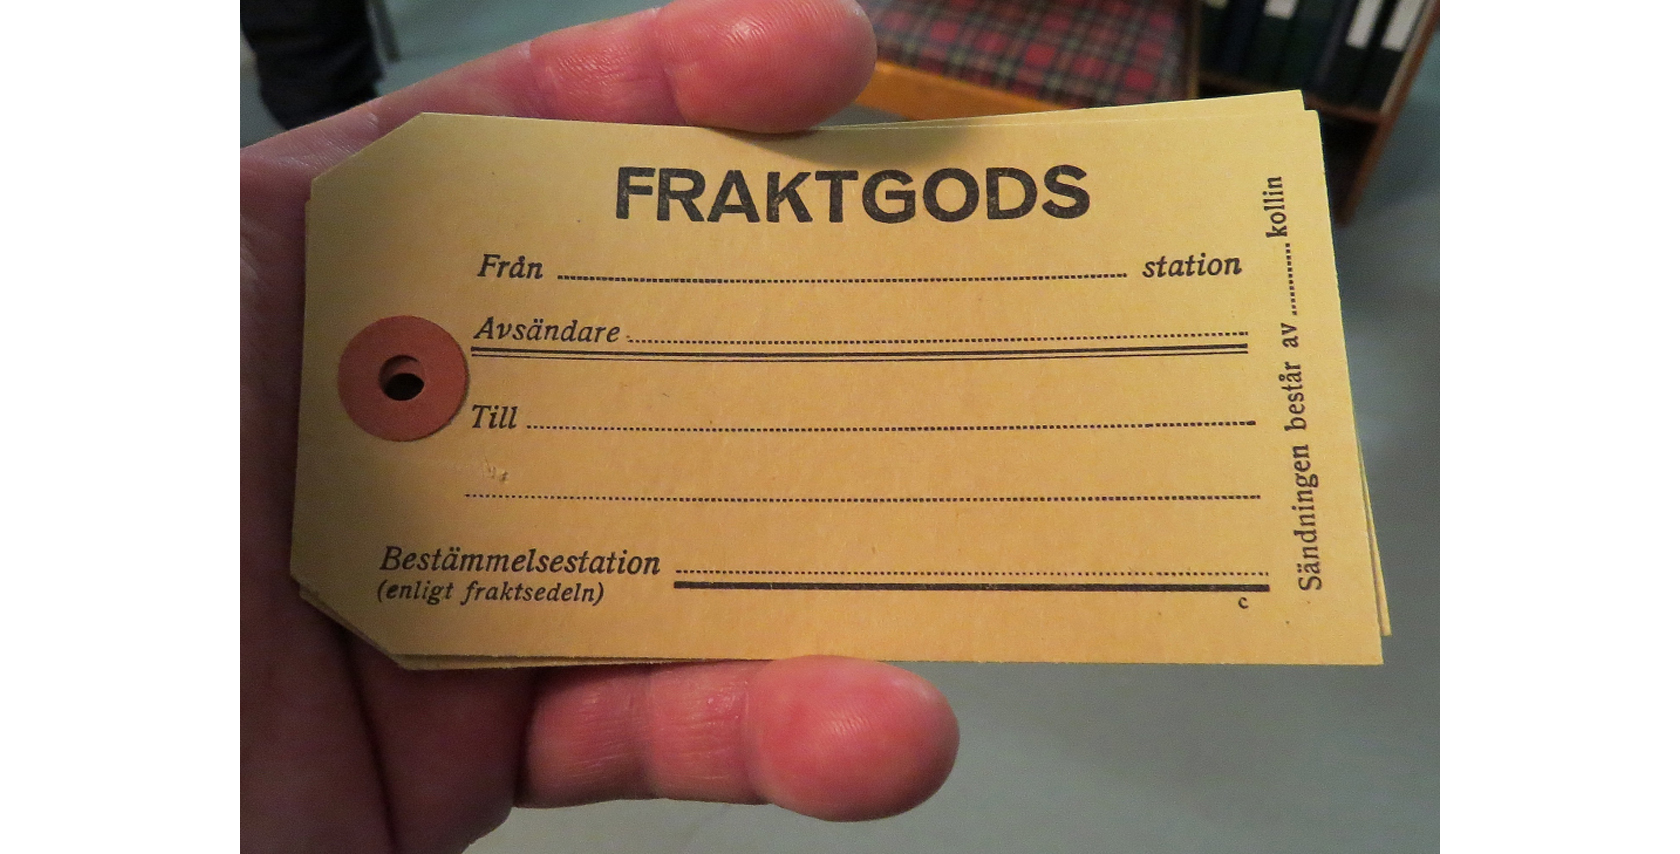 FRAKTGODS
Från ........................ station
Avsändare ........................
Till ........................
Bestämmelsestation ........................
(enligt fraktsedeln)
c
Sändningen består av .......... kollin